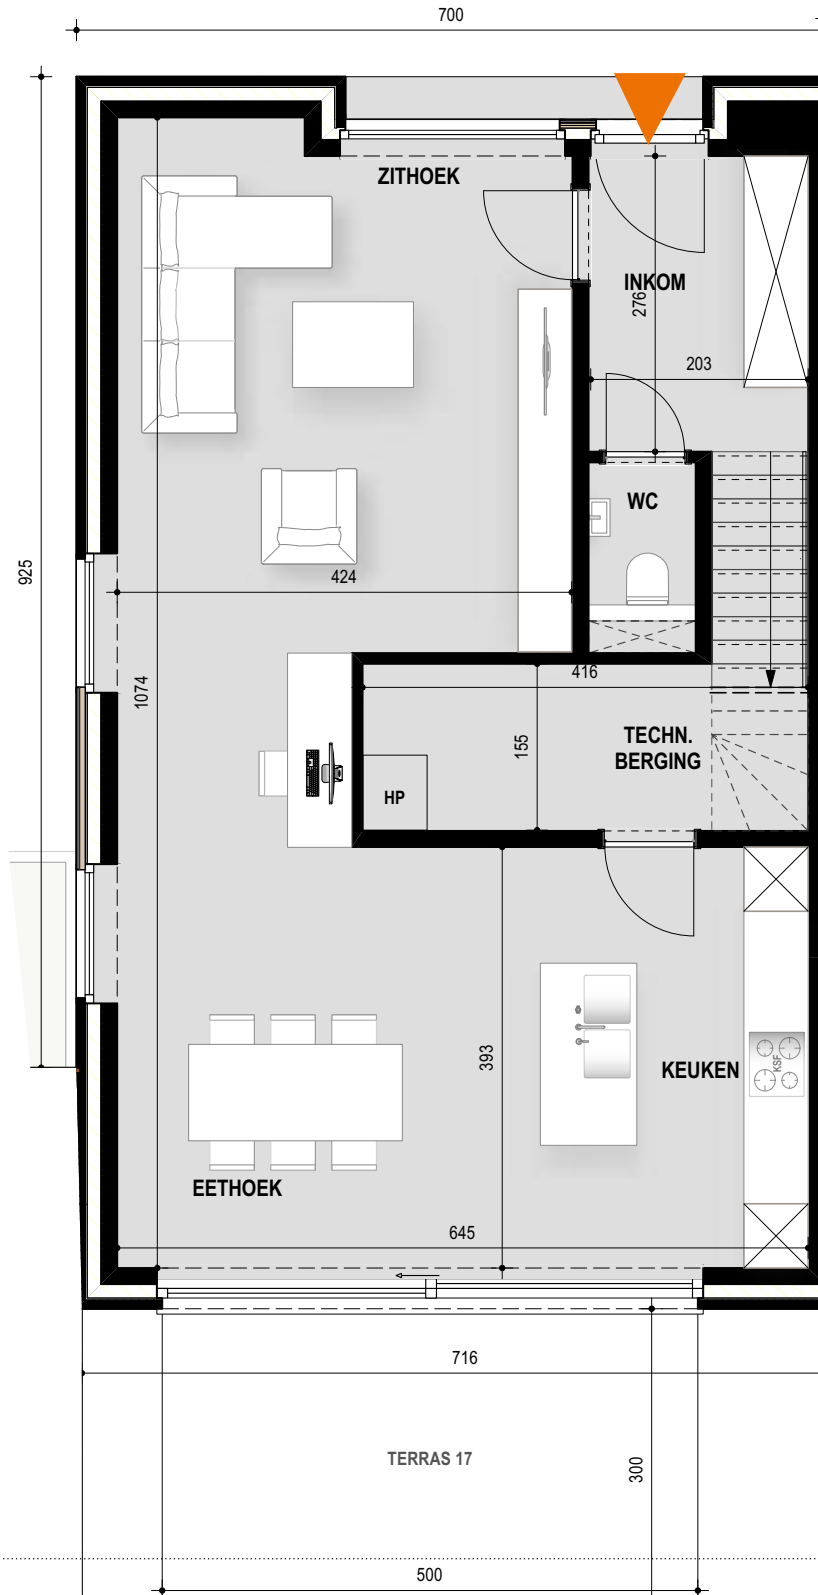 700
ZITHOEK
INKOM
276
203
WC
925
424
416
1074
155
TECHN.
BERGING
HP
393
KEUKEN
KSF
EETHOEK
645
716
TERRAS 17
300
500